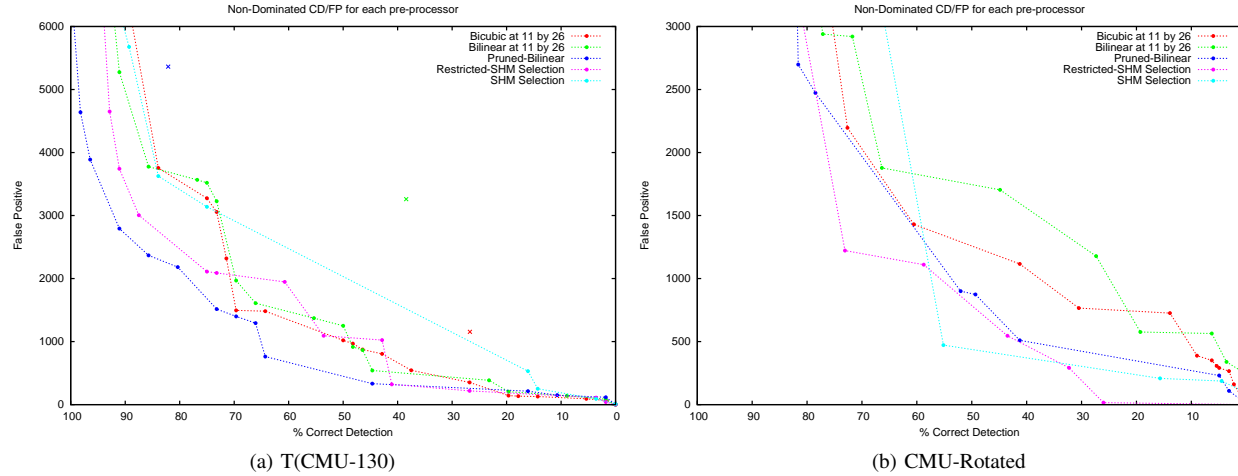 Non-Dominated CD/FP for each pre-processor
6000
5000
4000
3000
2000
1000
0
False Positive
100 90 80 70 60 50 40 30 20 10 0
% Correct Detection
Bicubic at 11 by 26
Bilinear at 11 by 26
Pruned-Bilinear
Restricted-SHM Selection
SHM Selection
(a) T(CMU-130)
Non-Dominated CD/FP for each pre-processor
3000
2500
2000
1500
1000
500
0
False Positive
100 90 80 70 60 50 40 30 20 10
% Correct Detection
Bicubic at 11 by 26
Bilinear at 11 by 26
Pruned-Bilinear
Restricted-SHM Selection
SHM Selection
(b) CMU-Rotated